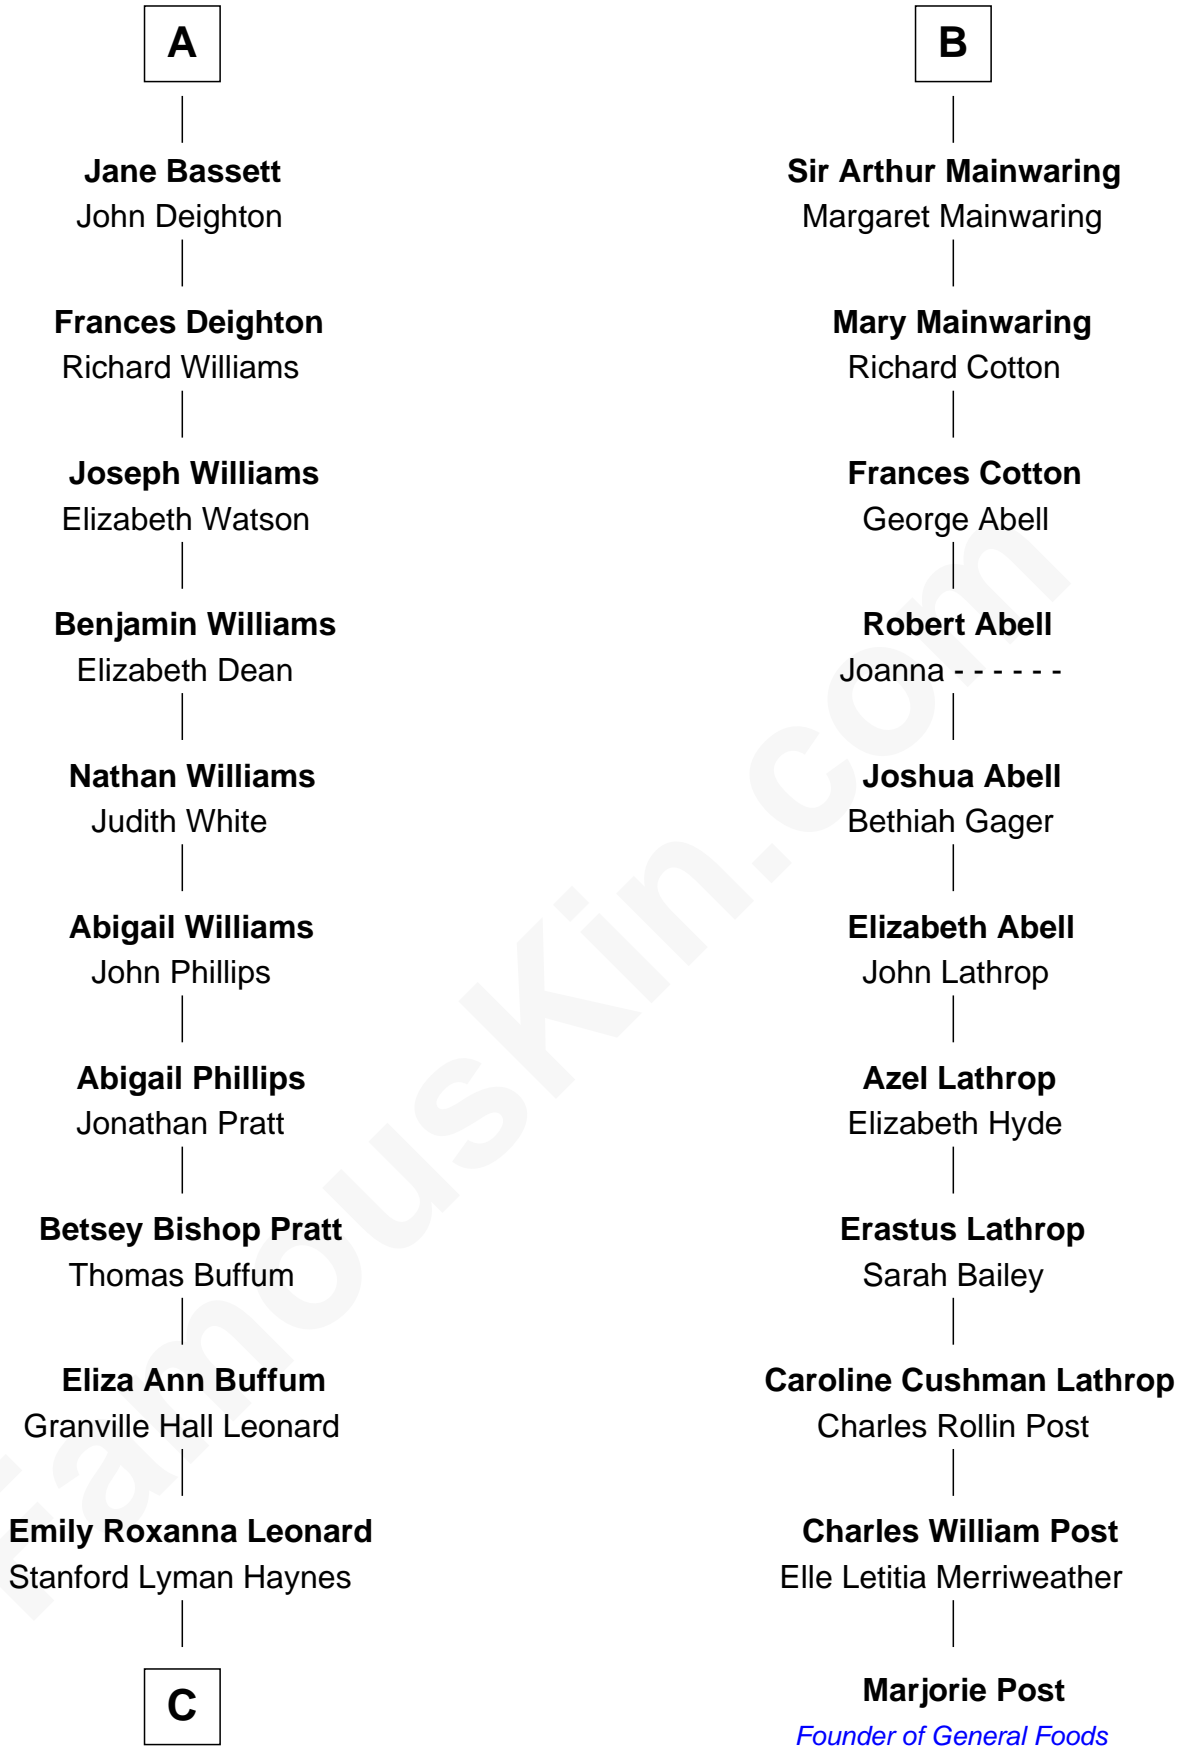 A
Jane Bassett
John Deighton
Frances Deighton
Richard Williams
Joseph Williams
Elizabeth Watson
Benjamin Williams
Elizabeth Dean
Nathan Williams
Judith White
Abigail Williams
John Phillips
Abigail Phillips
Jonathan Pratt
Betsey Bishop Pratt
Thomas Buffum
Eliza Ann Buffum
Granville Hall Leonard
Emily Roxanna Leonard
Stanford Lyman Haynes
C
B
Sir Arthur Mainwaring
Margaret Mainwaring
Mary Mainwaring
Richard Cotton
Frances Cotton
George Abell
Robert Abell
Joanna - - - - - -
Joshua Abell
Bethiah Gager
Elizabeth Abell
John Lathrop
Azel Lathrop
Elizabeth Hyde
Erastus Lathrop
Sarah Bailey
Caroline Cushman Lathrop
Charles Rollin Post
Charles William Post
Elle Letitia Merriweather
Marjorie Post
Founder of General Foods
FamousKin.com